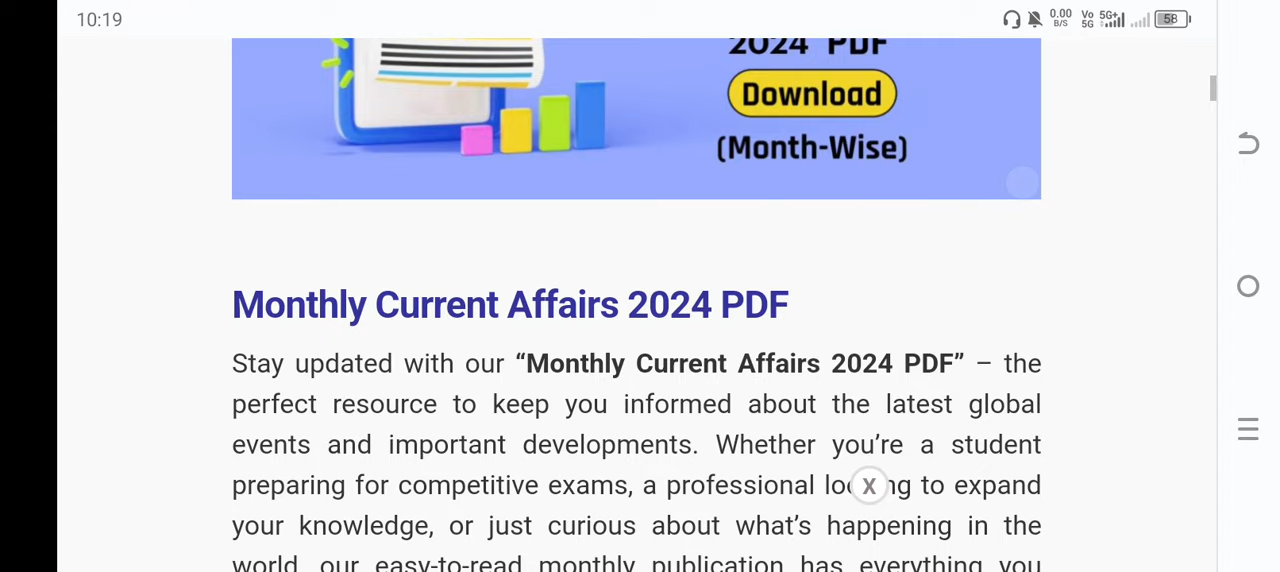 10:19
0.00
B/S
Vo
5G
5G+
58
2024 PDF
Download
(Month-Wise)
Monthly Current Affairs 2024 PDF
Stay updated with our “Monthly Current Affairs 2024 PDF” – the
perfect resource to keep you informed about the latest global
events and important developments. Whether you’re a student
preparing for competitive exams, a professional to expand
X
your knowledge, or just curious about what’s happening in the
world, our easy-to-read monthly publication has everything you